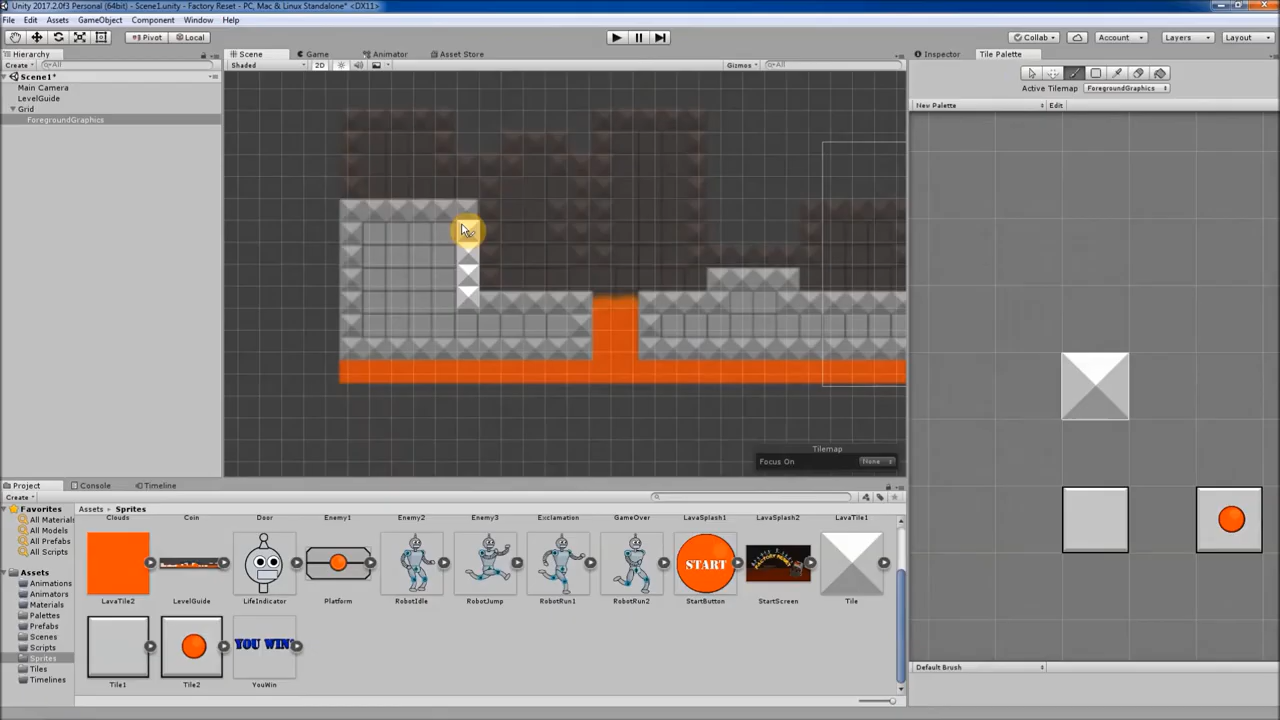 Unity 2017.2.0f3 Personal (64bit) - Scene1.unity - Factory Reset - PC, Mac & Linux Standalone* <DX11>
File Edit Assets GameObject Component Window Help
Pivot Local Collab Account Layers Layout
Hierarchy Scene Game Animator Asset Store Inspector Tile Palette
Create All Shaded 2D Gizmos All
Scene1*
Main Camera
LevelGuide
Grid
ForegroundGraphics
Active Tilemap ForegroundGraphics
New Palette Edit
Tilemap
Focus On None
Project Console Timeline
Create
Favorites
All Materials
All Models
All Prefabs
All Scripts
Assets
Animations
Animators
Materials
Palettes
Prefabs
Scenes
Scripts
Sprites
Tiles
Timelines
Assets Sprites
Clouds Coin Door Enemy1 Enemy2 Enemy3 Exclamation GameOver LavaSplash1 LavaSplash2 LavaTile1
START
FACTORY RESET
LavaTile2 LevelGuide LifeIndicator Platform RobotIdle RobotJump RobotRun1 RobotRun2 StartButton StartScreen Tile
YOU WIN!
Tile1 Tile2 YouWin
Default Brush